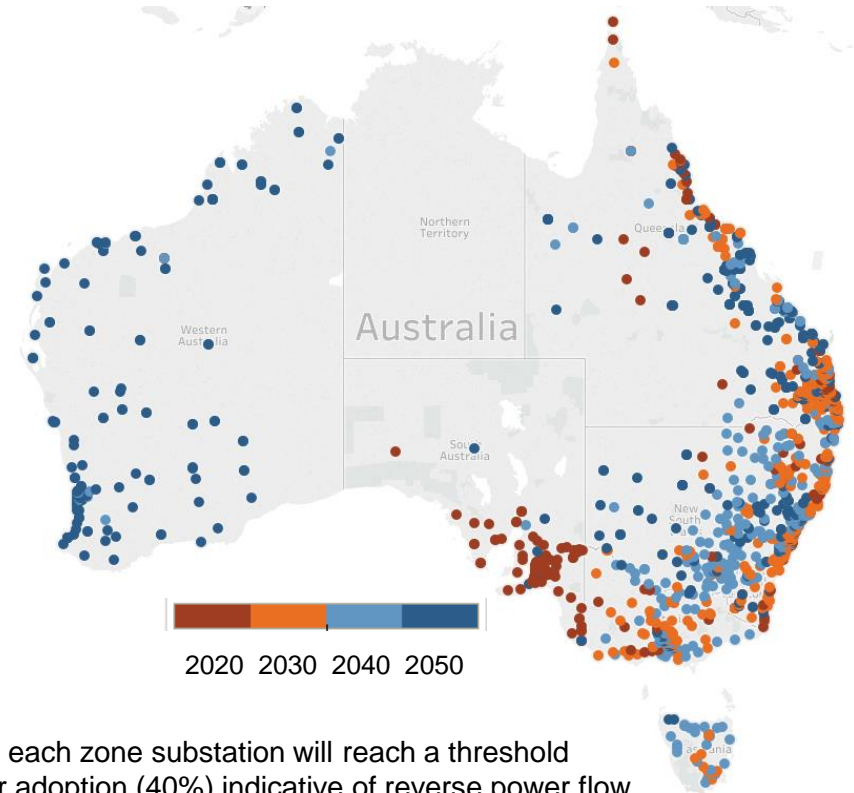 Northern
Territory
Australia
Western
Australia
South
Australia
New
South
2020 2030 2040 2050
each zone substation will reach a threshold
adoption (40%) indicative of reverse power flow